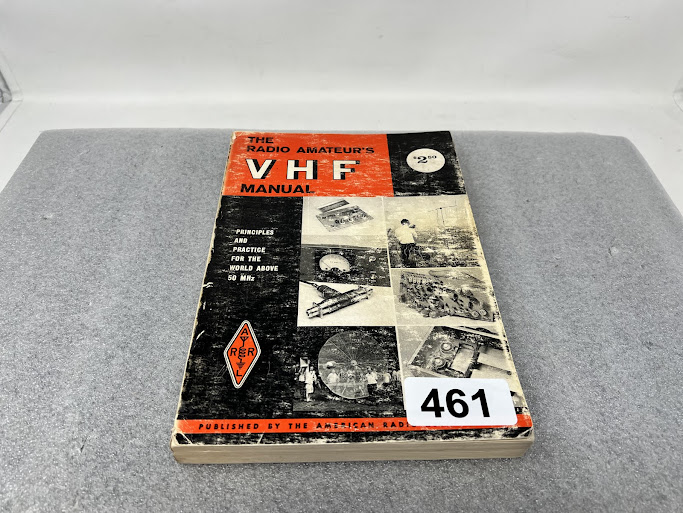 THE
RADIO AMATEUR'S
VHF
MANUAL
$2.50
PRINCIPLES
AND
PRACTICE
FOR THE
WORLD ABOVE
50 MHz
A
R R
L
461
PUBLISHED BY THE AMERICAN RADI